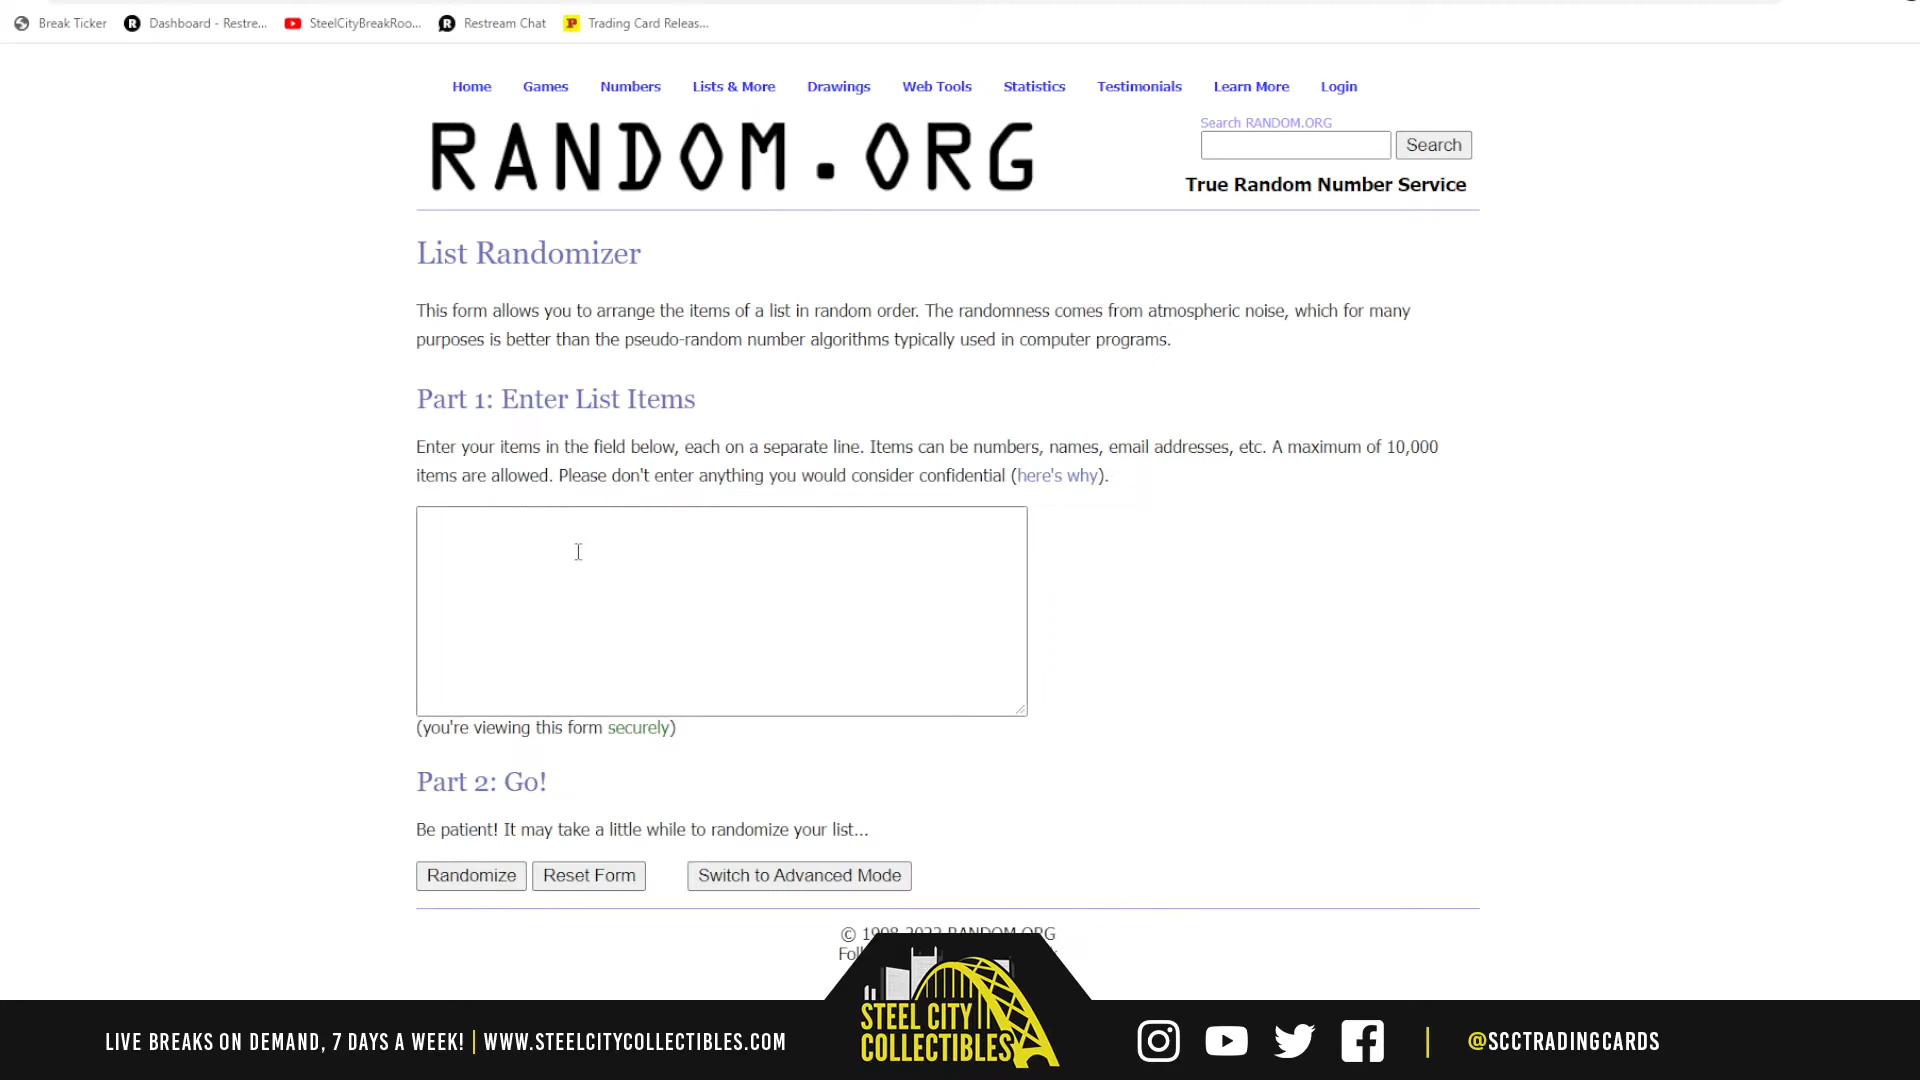 Break Ticker
Dashboard - Restre...
SteelCityBreakRoo...
Restream Chat
Trading Card Releas...
Home Games Numbers Lists & More Drawings Web Tools Statistics Testimonials Learn More Login
Search RANDOM.ORG
RANDOM.ORG
Search
True Random Number Service
List Randomizer
This form allows you to arrange the items of a list in random order. The randomness comes from atmospheric noise, which for many
purposes is better than the pseudo-random number algorithms typically used in computer programs.
Part 1: Enter List Items
Enter your items in the field below, each on a separate line. Items can be numbers, names, email addresses, etc. A maximum of 10,000
items are allowed. Please don't enter anything you would consider confidential (here's why).
(you're viewing this form securely)
Part 2: Go!
Be patient! It may take a little while to randomize your list...
Randomize Reset Form Switch to Advanced Mode
© 1998-2022 RANDOM.ORG
STEEL CITY
COLLECTIBLES
LIVE BREAKS ON DEMAND, 7 DAYS A WEEK! | WWW.STEELCITYCOLLECTIBLES.COM
| @SCCTRADINGCARDS